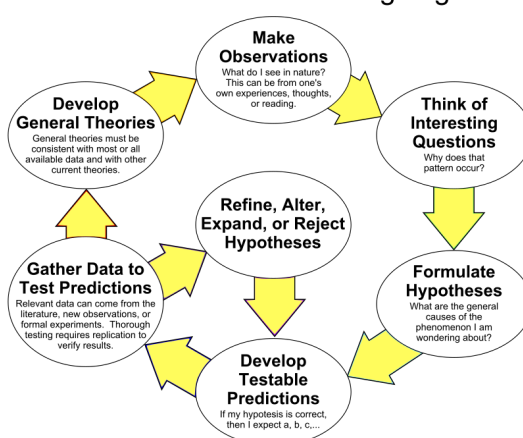 Make
Observations
What do I see in nature?
This can be from one's
own experiences, thoughts,
or reading.
Think of
Interesting
Questions
Why does that
pattern occur?
Formulate
Hypotheses
What are the general
causes of the
phenomenon I am
wondering about?
Develop
Testable
Predictions
If my hypotesis is correct,
then I expect a, b, c,...
Gather Data to
Test Predictions
Relevant data can come from the
literature, new observations, or
formal experiments. Thorough
testing requires replication to
verify results.
Refine, Alter,
Expand, or Reject
Hypotheses
Develop
General Theories
General theories must be
consistent with most or all
available data and with other
current theories.